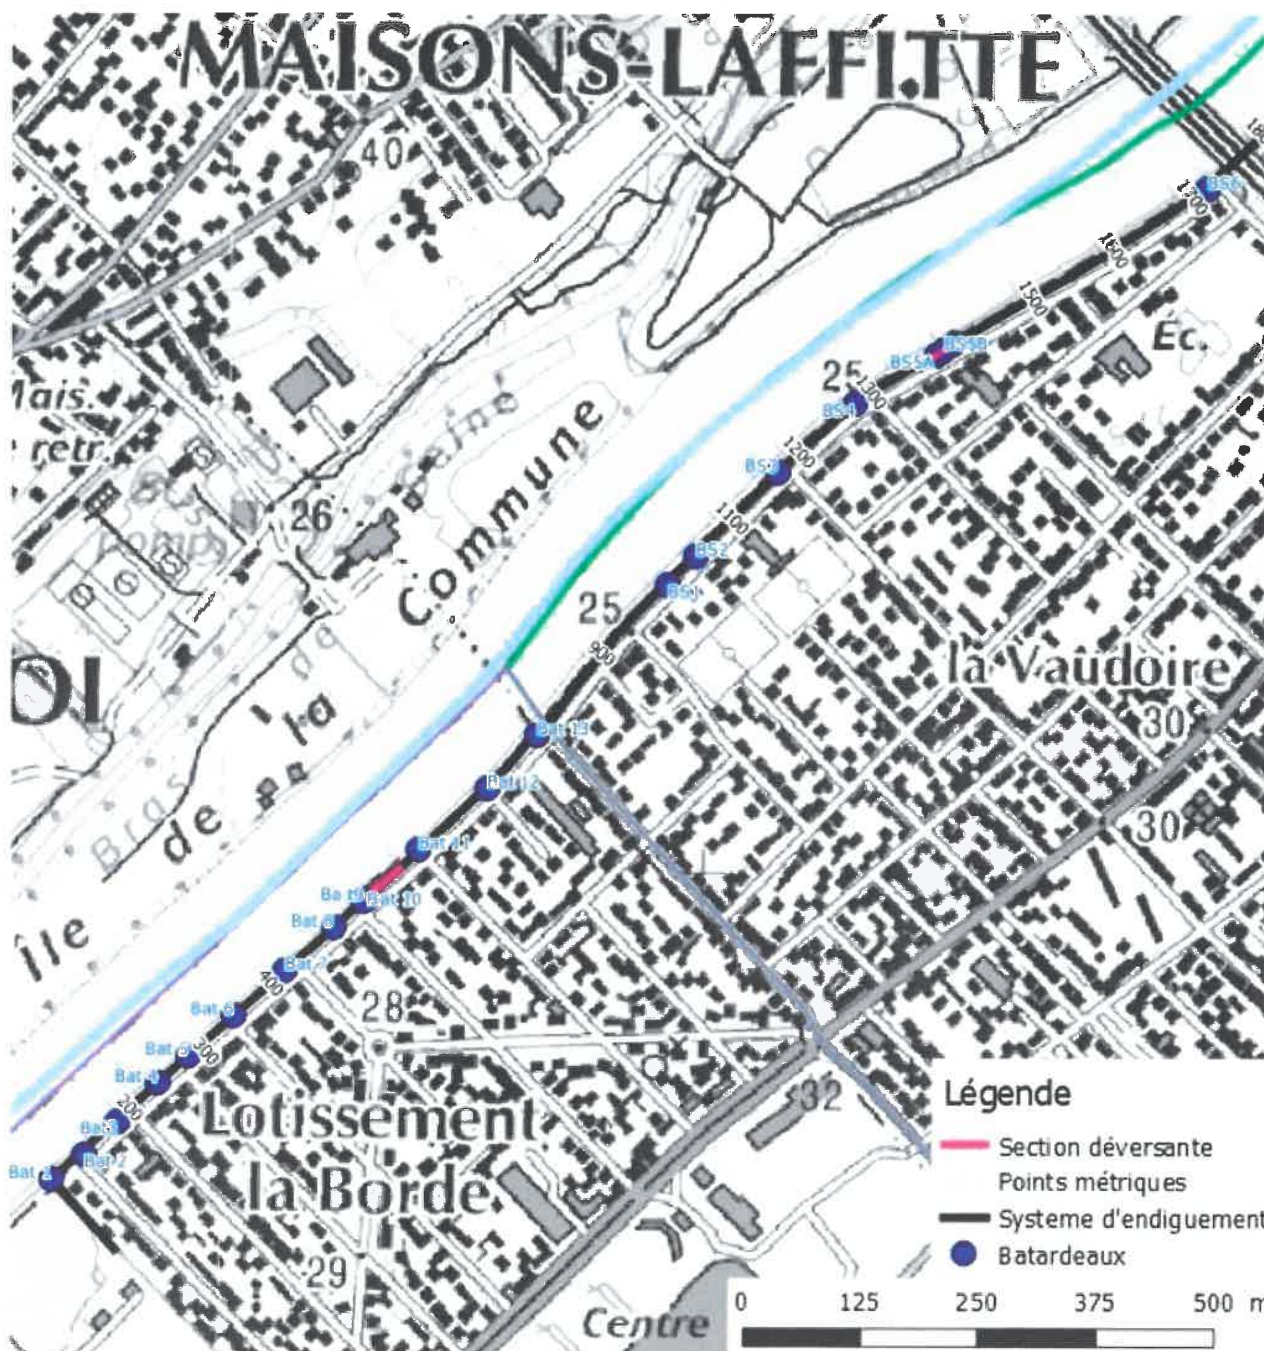 MAISONS-LAFFITTE
40
BS6
1700
1600
1500
Éc.
BS5B
BS5A
25
1300
BS4
Mais.
retr.
Seine
Commune
1200
BS3
26
1100
BS2
BS1
25
900
la Vaudoire
30
la
de
Île
Bras
Bat 13
Bat 12
30
Bat 11
Bat 10
Bat 8
Bat 7
400
28
Bat 6
Bat 5
300
Bat 4
32
200
Bat 3
Lotissement
Bat 2
la Borde
29
Centre
Légende
Section déversante
Points métriques
Systeme d'endiguement
Batardeaux
0 125 250 375 500 m